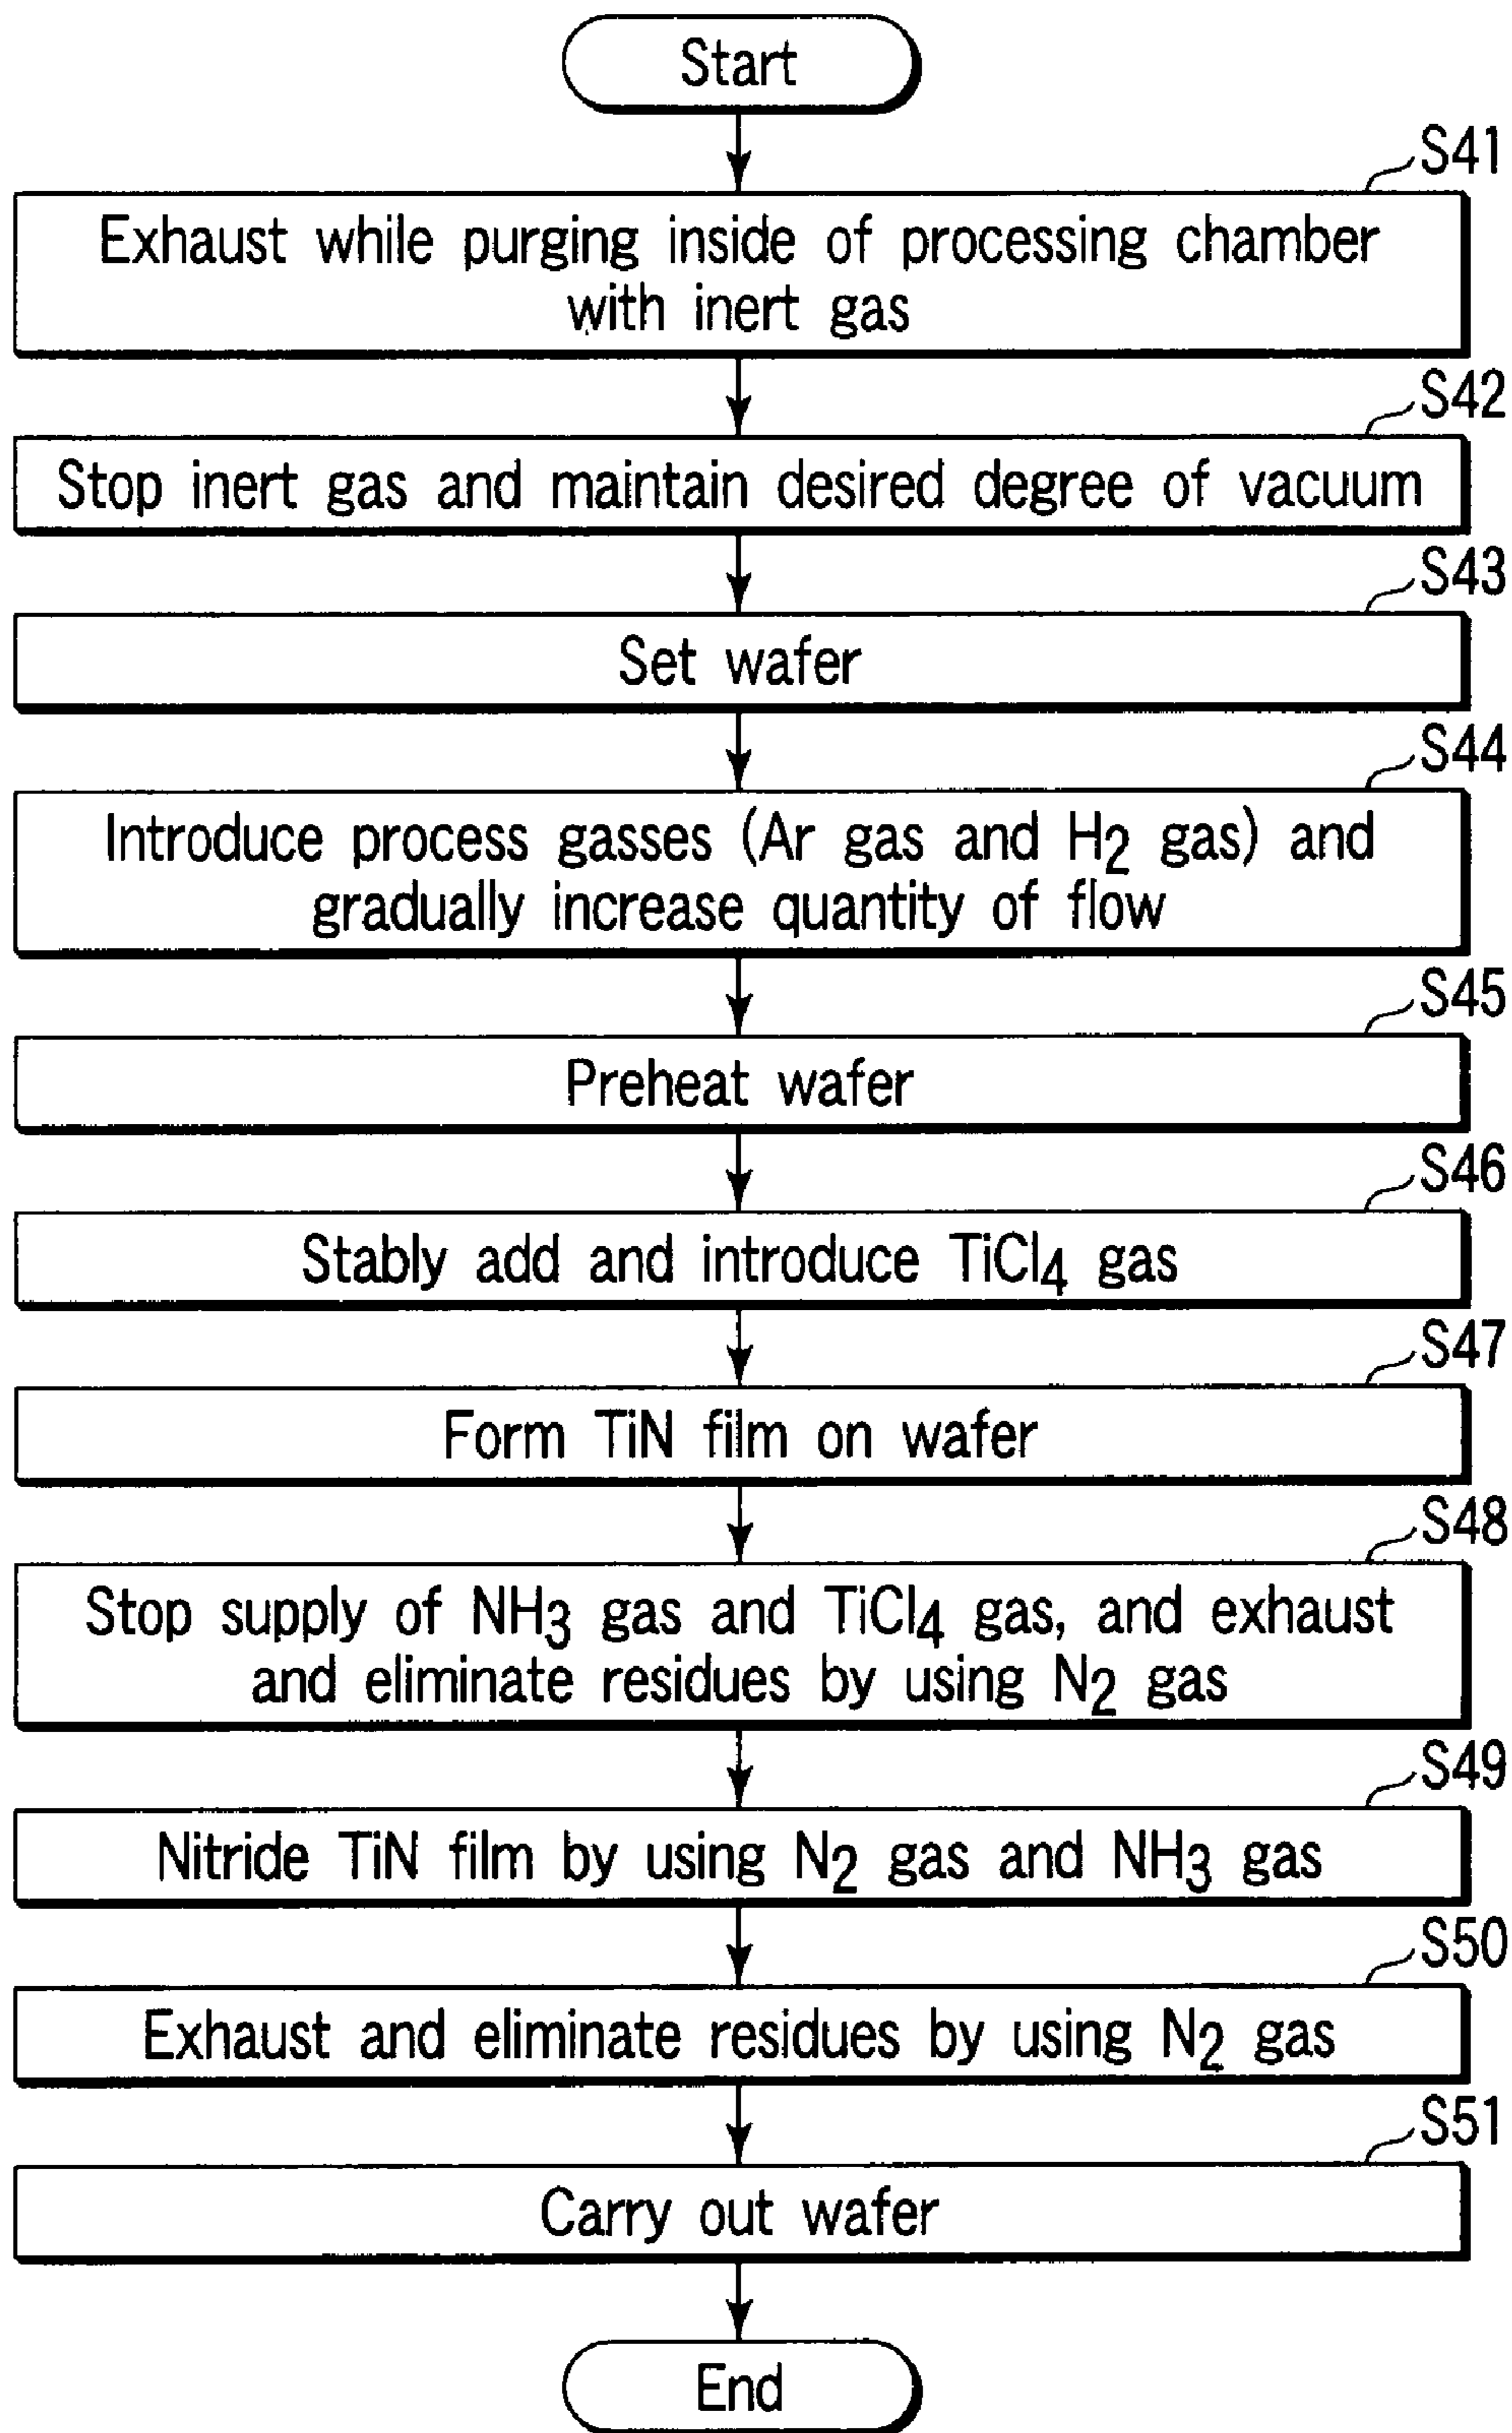 Start
S41
Exhaust while purging inside of processing chamber
with inert gas
S42
Stop inert gas and maintain desired degree of vacuum
S43
Set wafer
S44
Introduce process gasses (Ar gas and H2 gas) and
gradually increase quantity of flow
S45
Preheat wafer
S46
Stably add and introduce TiCl4 gas
S47
Form TiN film on wafer
S48
Stop supply of NH3 gas and TiCl4 gas, and exhaust
and eliminate residues by using N2 gas
S49
Nitride TiN film by using N2 gas and NH3 gas
S50
Exhaust and eliminate residues by using N2 gas
S51
Carry out wafer
End